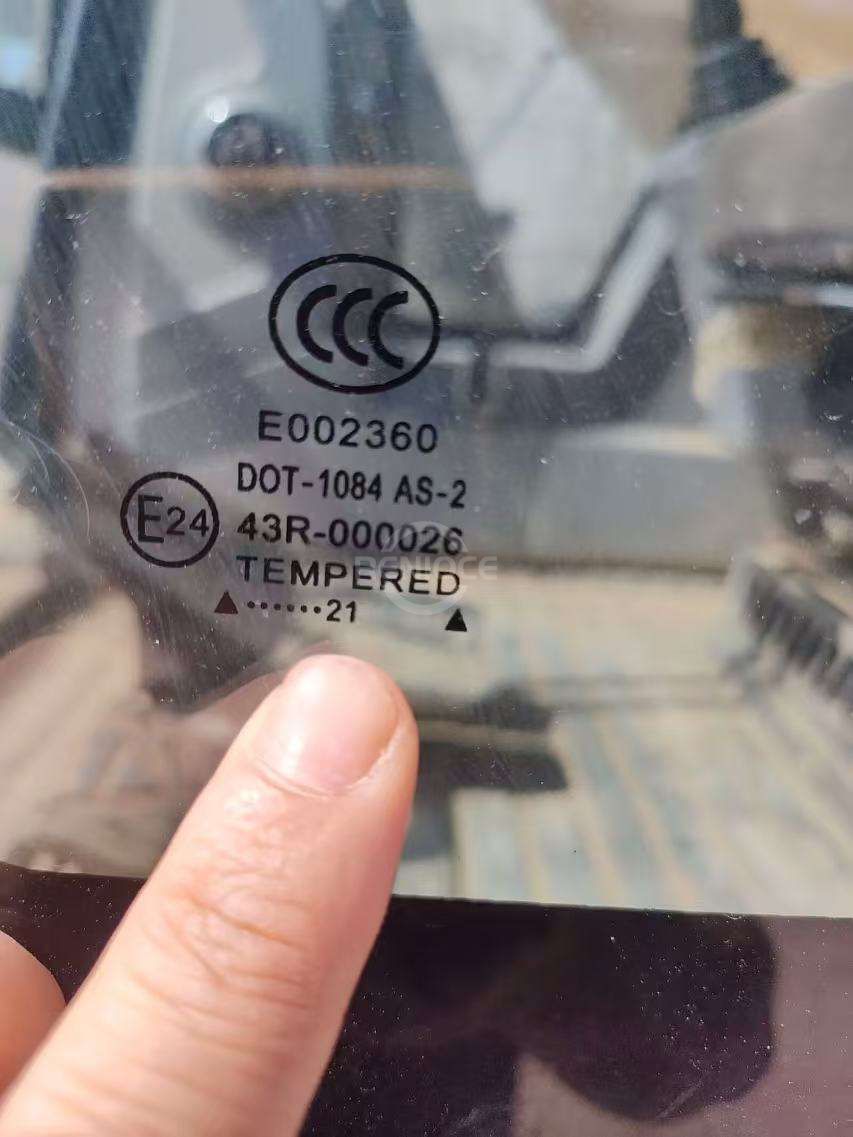 CCC
E002360
DOT-1084 AS-2
E24 43R-000026
TEMPERED
▲ ······21 ▲